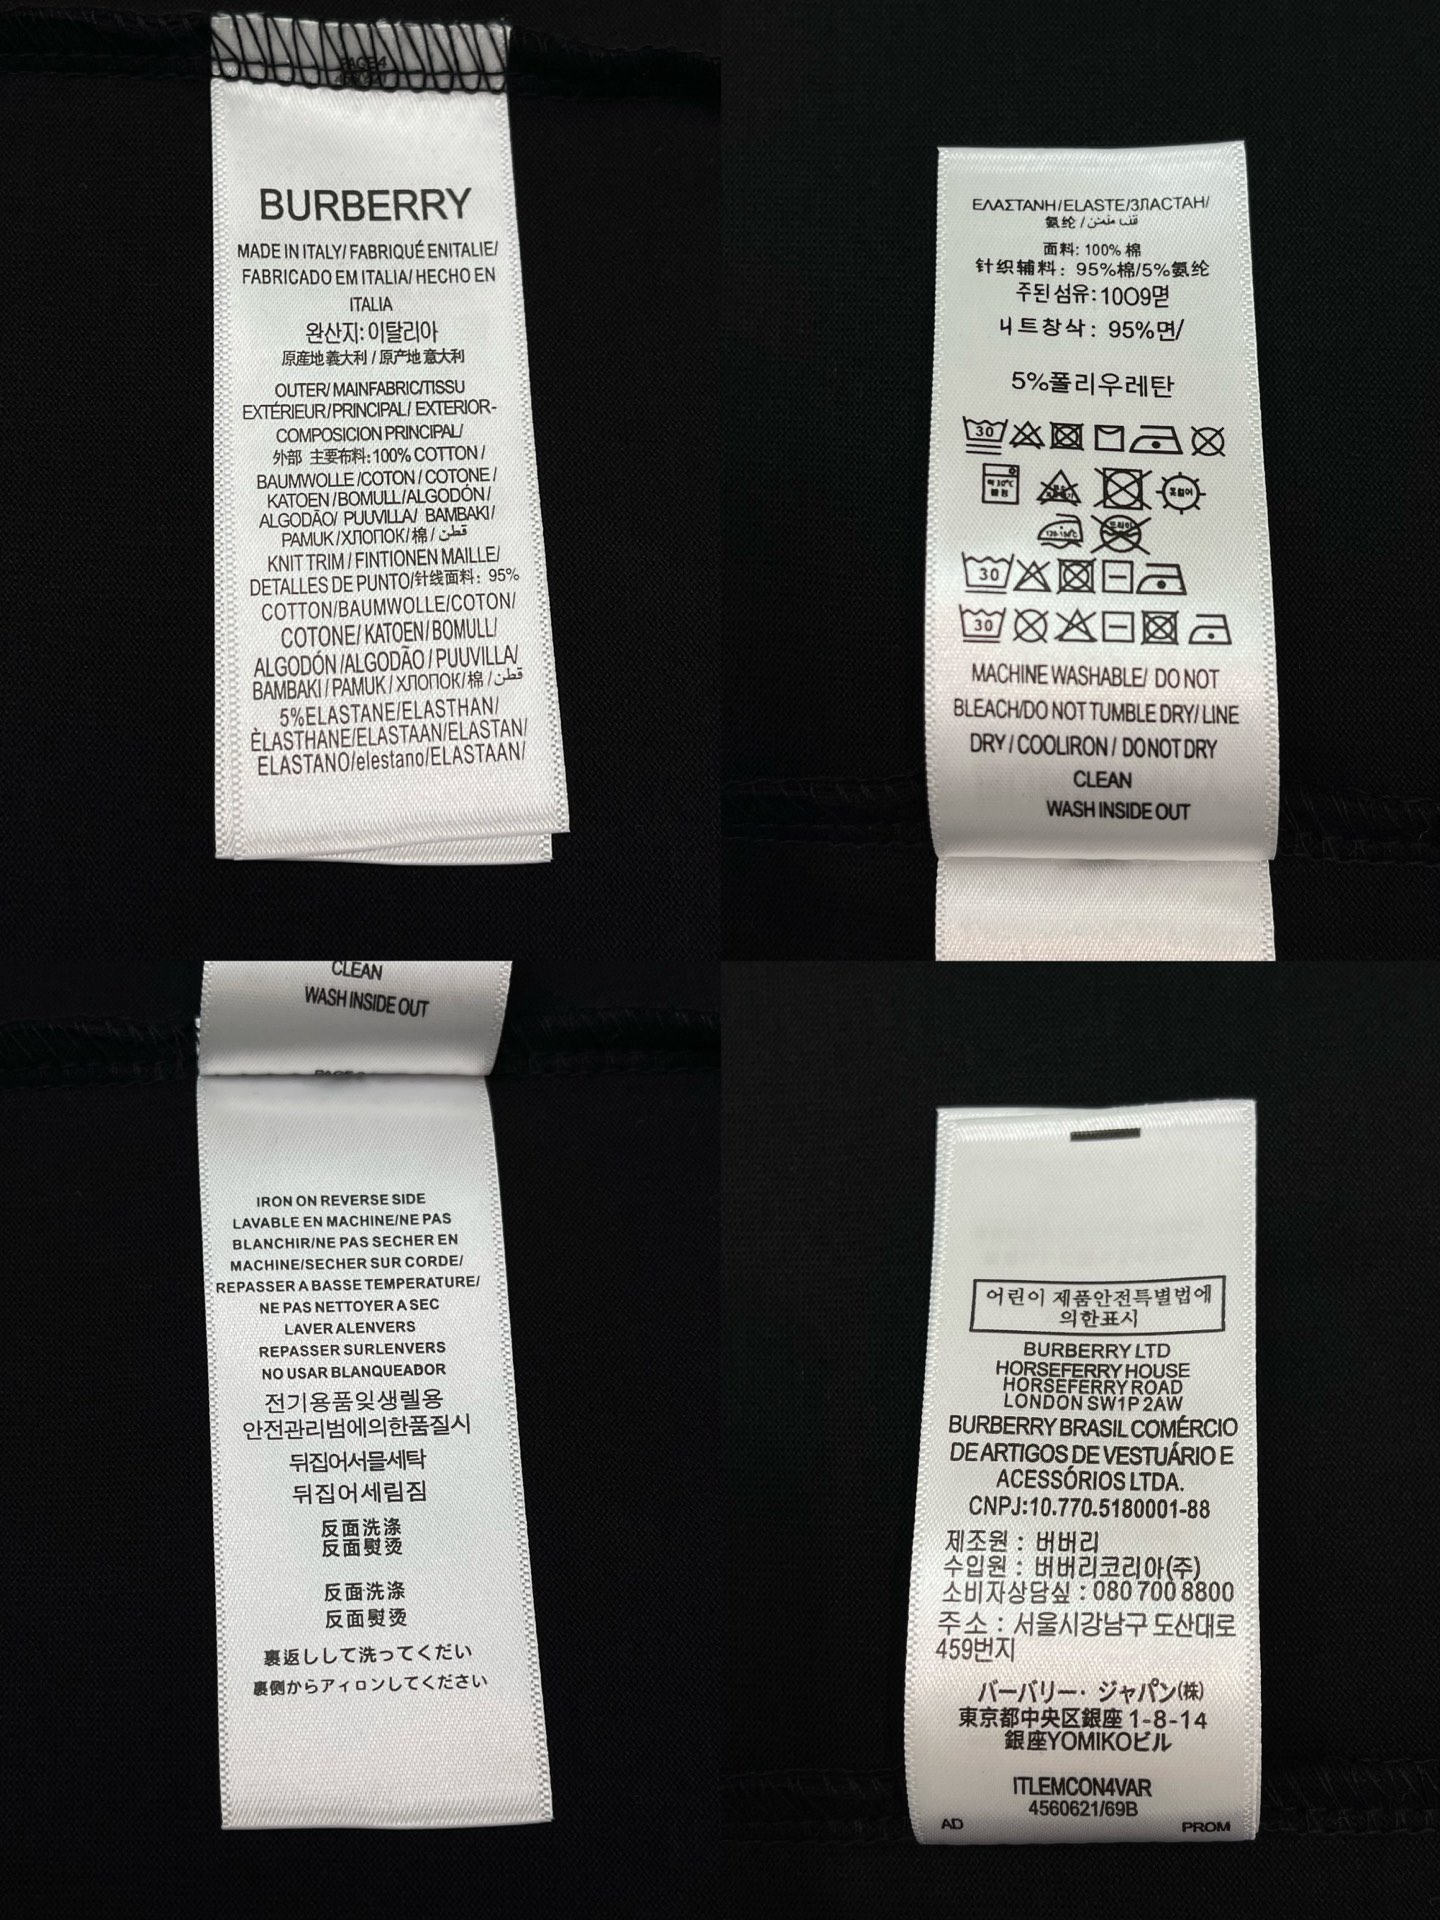 BURBERRY
MADE IN ITALY/ FABRIQUÉ ENITALIE/
FABRICADO EM ITALIA/ HECHO EN
ITALIA
완산지: 이탈리아
原産地 義大利 / 原产地 意大利
OUTER/ MAINFABRIC/TISSU
EXTÉRIEUR/PRINCIPAL/ EXTERIOR-
COMPOSICION PRINCIPAL/
外部 主要布料: 100% COTTON /
BAUMWOLLE /COTON / COTONE /
KATOEN / BOMULL /ALGODÓN /
ALGODÃO/ PUUVILLA/ BAMBAKI /
PAMUK /ХЛОПОК/ 棉 / قطن
KNIT TRIM / FINTIONEN MAILLE/
DETALLES DE PUNTO/针线面料: 95%
COTTON/BAUMWOLLE/COTON/
COTONE/ KATOEN/ BOMULL/
ALGODÓN /ALGODÃO / PUUVILLA/
BAMBAKI / PAMUK / ХЛОПОК/ 棉 / قطن
5%ELASTANE/ELASTHAN/
ÈLASTHANE/ELASTAAN/ELASTAN/
ELASTANO/elestano/ELASTAAN/
ΕΛΑΣΤΑΝΗ/ELASTE/ЗЛАСТАН/
氨纶 /
面料: 100% 棉
针织辅料: 95%棉/5%氨纶
주된 섬유: 10O9멷
니트창삭: 95%면/
5%폴리우레탄
30
30
30
MACHINE WASHABLE/ DO NOT
BLEACH/DO NOT TUMBLE DRY/ LINE
DRY / COOLIRON / DO NOT DRY
CLEAN
WASH INSIDE OUT
CLEAN
WASH INSIDE OUT
IRON ON REVERSE SIDE
LAVABLE EN MACHINE/NE PAS
BLANCHIR/NE PAS SECHER EN
MACHINE/SECHER SUR CORDE/
REPASSER A BASSE TEMPERATURE/
NE PAS NETTOYER A SEC
LAVER ALENVERS
REPASSER SURLENVERS
NO USAR BLANQUEADOR
전기용품잊생렐용
안전관리범에의한품질시
뒤집어서믈세탁
뒤집어세림짐
反面洗涤
反面熨烫
反面洗涤
反面熨烫
裏返しして洗ってくだい
裏側からアィロンしてください
어린이 제품안전특별법에
의한표시
BURBERRY LTD
HORSEFERRY HOUSE
HORSEFERRY ROAD
LONDON SW1P 2AW
BURBERRY BRASIL COMÉRCIO
DE ARTIGOS DE VESTUÁRIO E
ACESSÓRIOS LTDA.
CNPJ:10.770.5180001-88
제조원 : 버버리
수입원 : 버버리코리아(주)
소비자상담싶 : 080 700 8800
주소 : 서울시강남구 도산대로
459번지
バーバリー・ジャパン(株)
東京都中央区銀座 1-8-14
銀座YOMIKOビル
ITLEMCON4VAR
4560621/69B
AD PROM